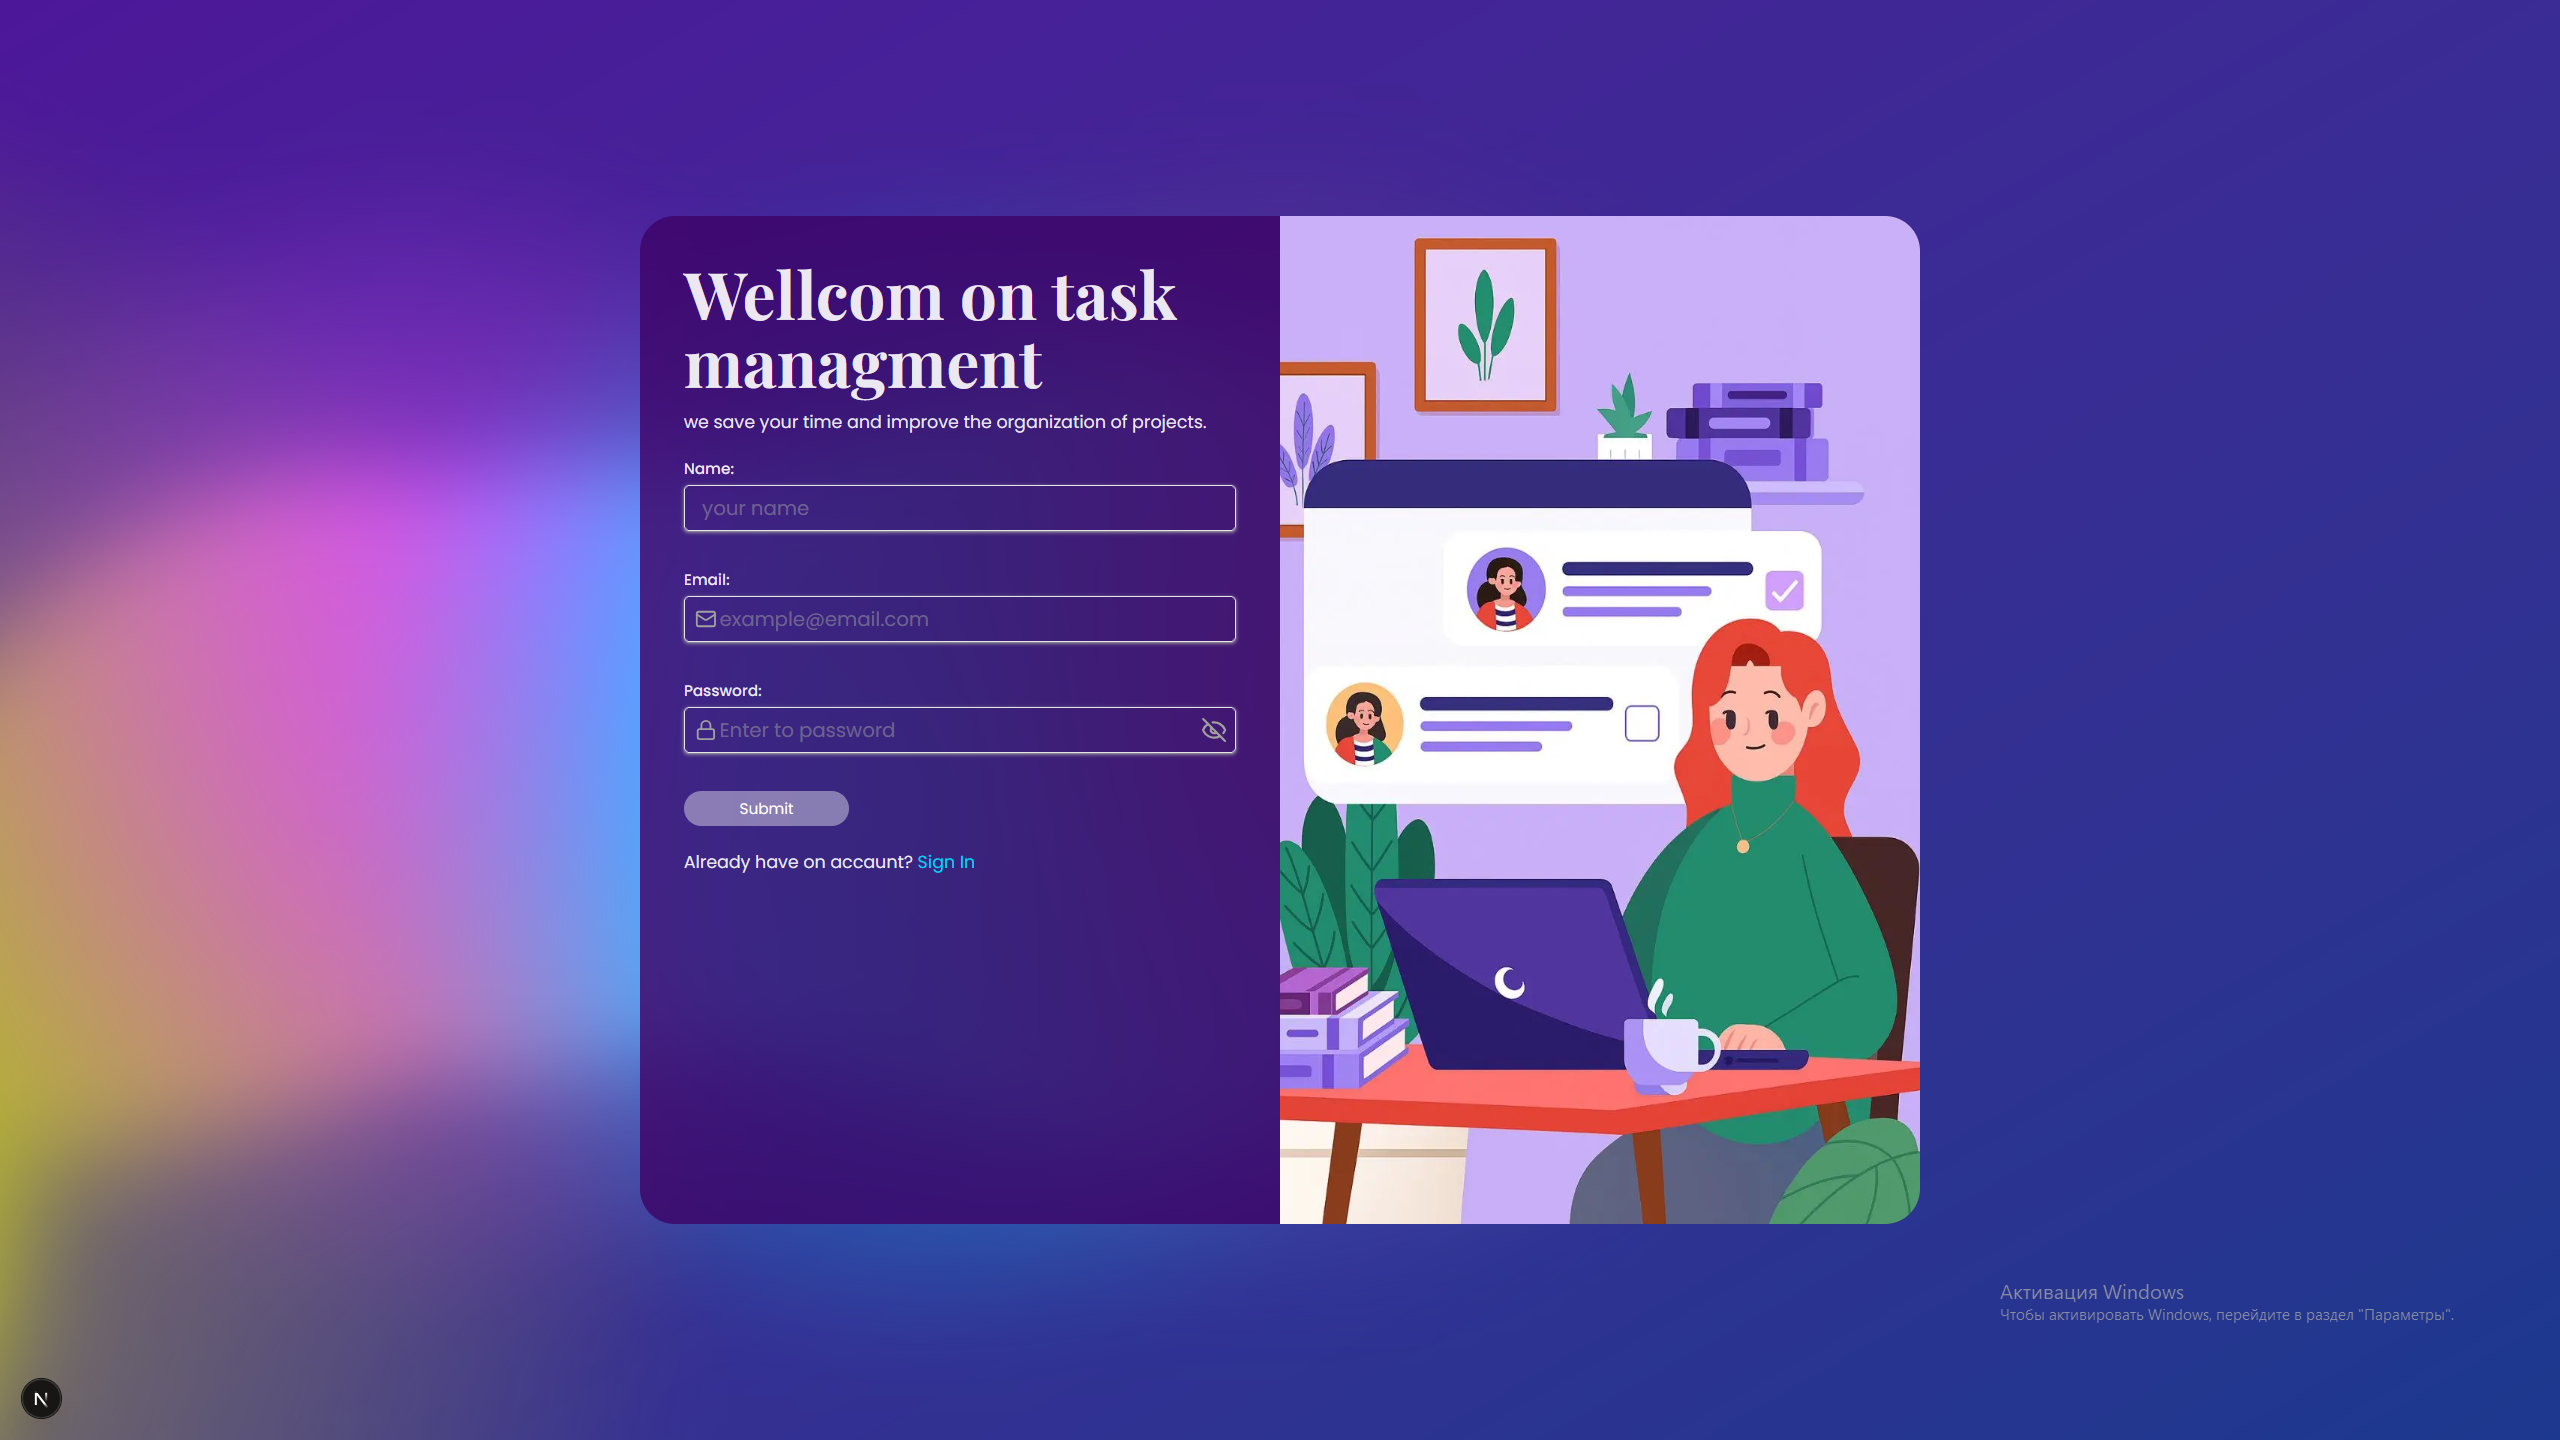 Wellcom on task
managment
we save your time and improve the organization of projects.
Name:
your name
Email:
example@email.com
Password:
Enter to password
Submit
Already have on accaunt? Sign In
Активация Windows
Чтобы активировать Windows, перейдите в раздел "Параметры".
N